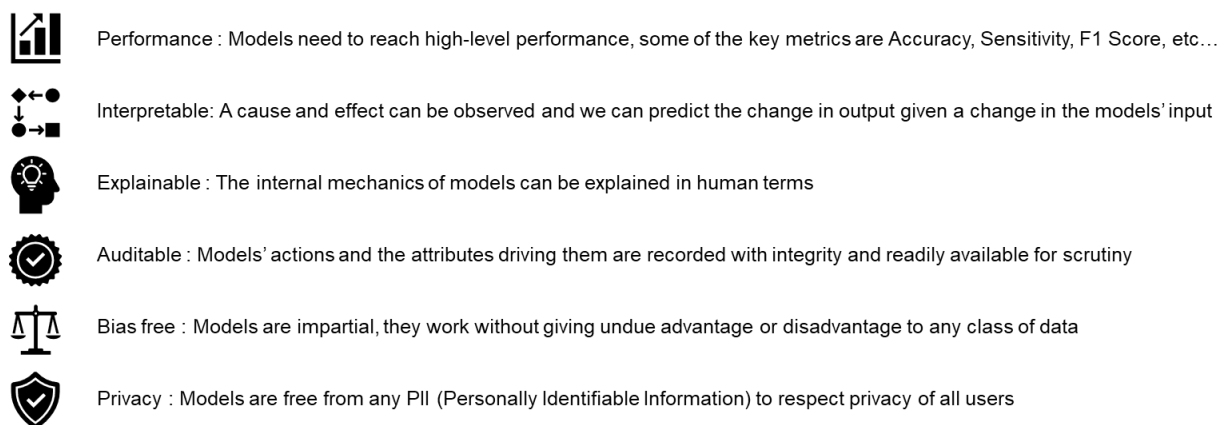 Performance : Models need to reach high-level performance, some of the key metrics are Accuracy, Sensitivity, F1 Score, etc…
Interpretable: A cause and effect can be observed and we can predict the change in output given a change in the models’ input
Explainable : The internal mechanics of models can be explained in human terms
Auditable : Models’ actions and the attributes driving them are recorded with integrity and readily available for scrutiny
Bias free : Models are impartial, they work without giving undue advantage or disadvantage to any class of data
Privacy : Models are free from any PII (Personally Identifiable Information) to respect privacy of all users